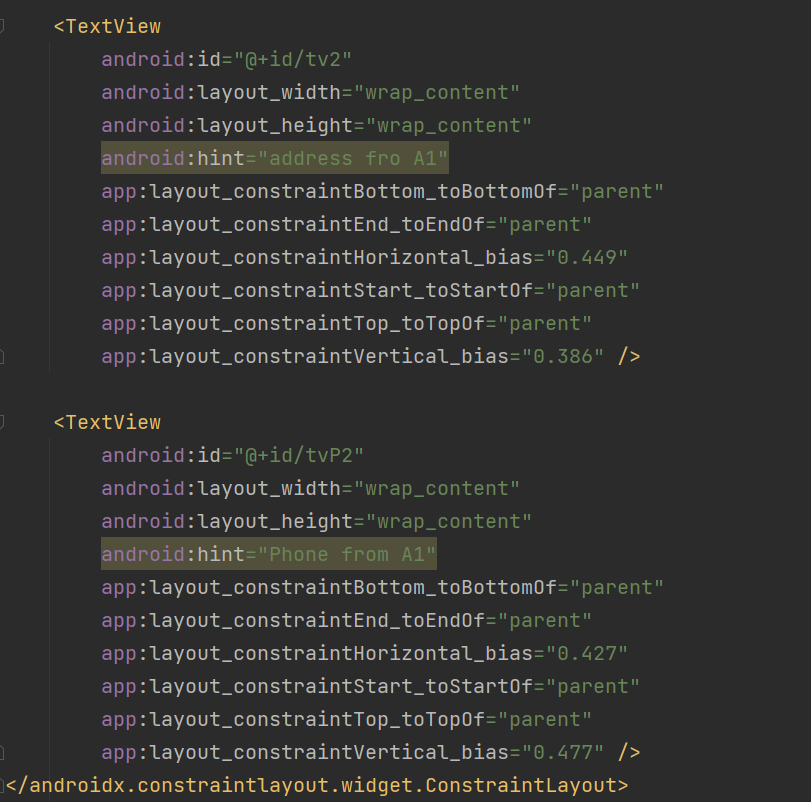 <TextView
android:id="@+id/tv2"
android:layout_width="wrap_content"
android:layout_height="wrap_content"
android:hint="address fro A1"
app:layout_constraintBottom_toBottomOf="parent"
app:layout_constraintEnd_toEndOf="parent"
app:layout_constraintHorizontal_bias="0.449"
app:layout_constraintStart_toStartOf="parent"
app:layout_constraintTop_toTopOf="parent"
app:layout_constraintVertical_bias="0.386" />
<TextView
android:id="@+id/tvP2"
android:layout_width="wrap_content"
android:layout_height="wrap_content"
android:hint="Phone from A1"
app:layout_constraintBottom_toBottomOf="parent"
app:layout_constraintEnd_toEndOf="parent"
app:layout_constraintHorizontal_bias="0.427"
app:layout_constraintStart_toStartOf="parent"
app:layout_constraintTop_toTopOf="parent"
app:layout_constraintVertical_bias="0.477" />
</androidx.constraintlayout.widget.ConstraintLayout>